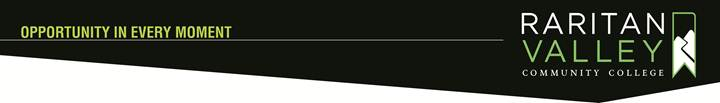 OPPORTUNITY IN EVERY MOMENT
RARITAN
VALLEY
COMMUNITY COLLEGE